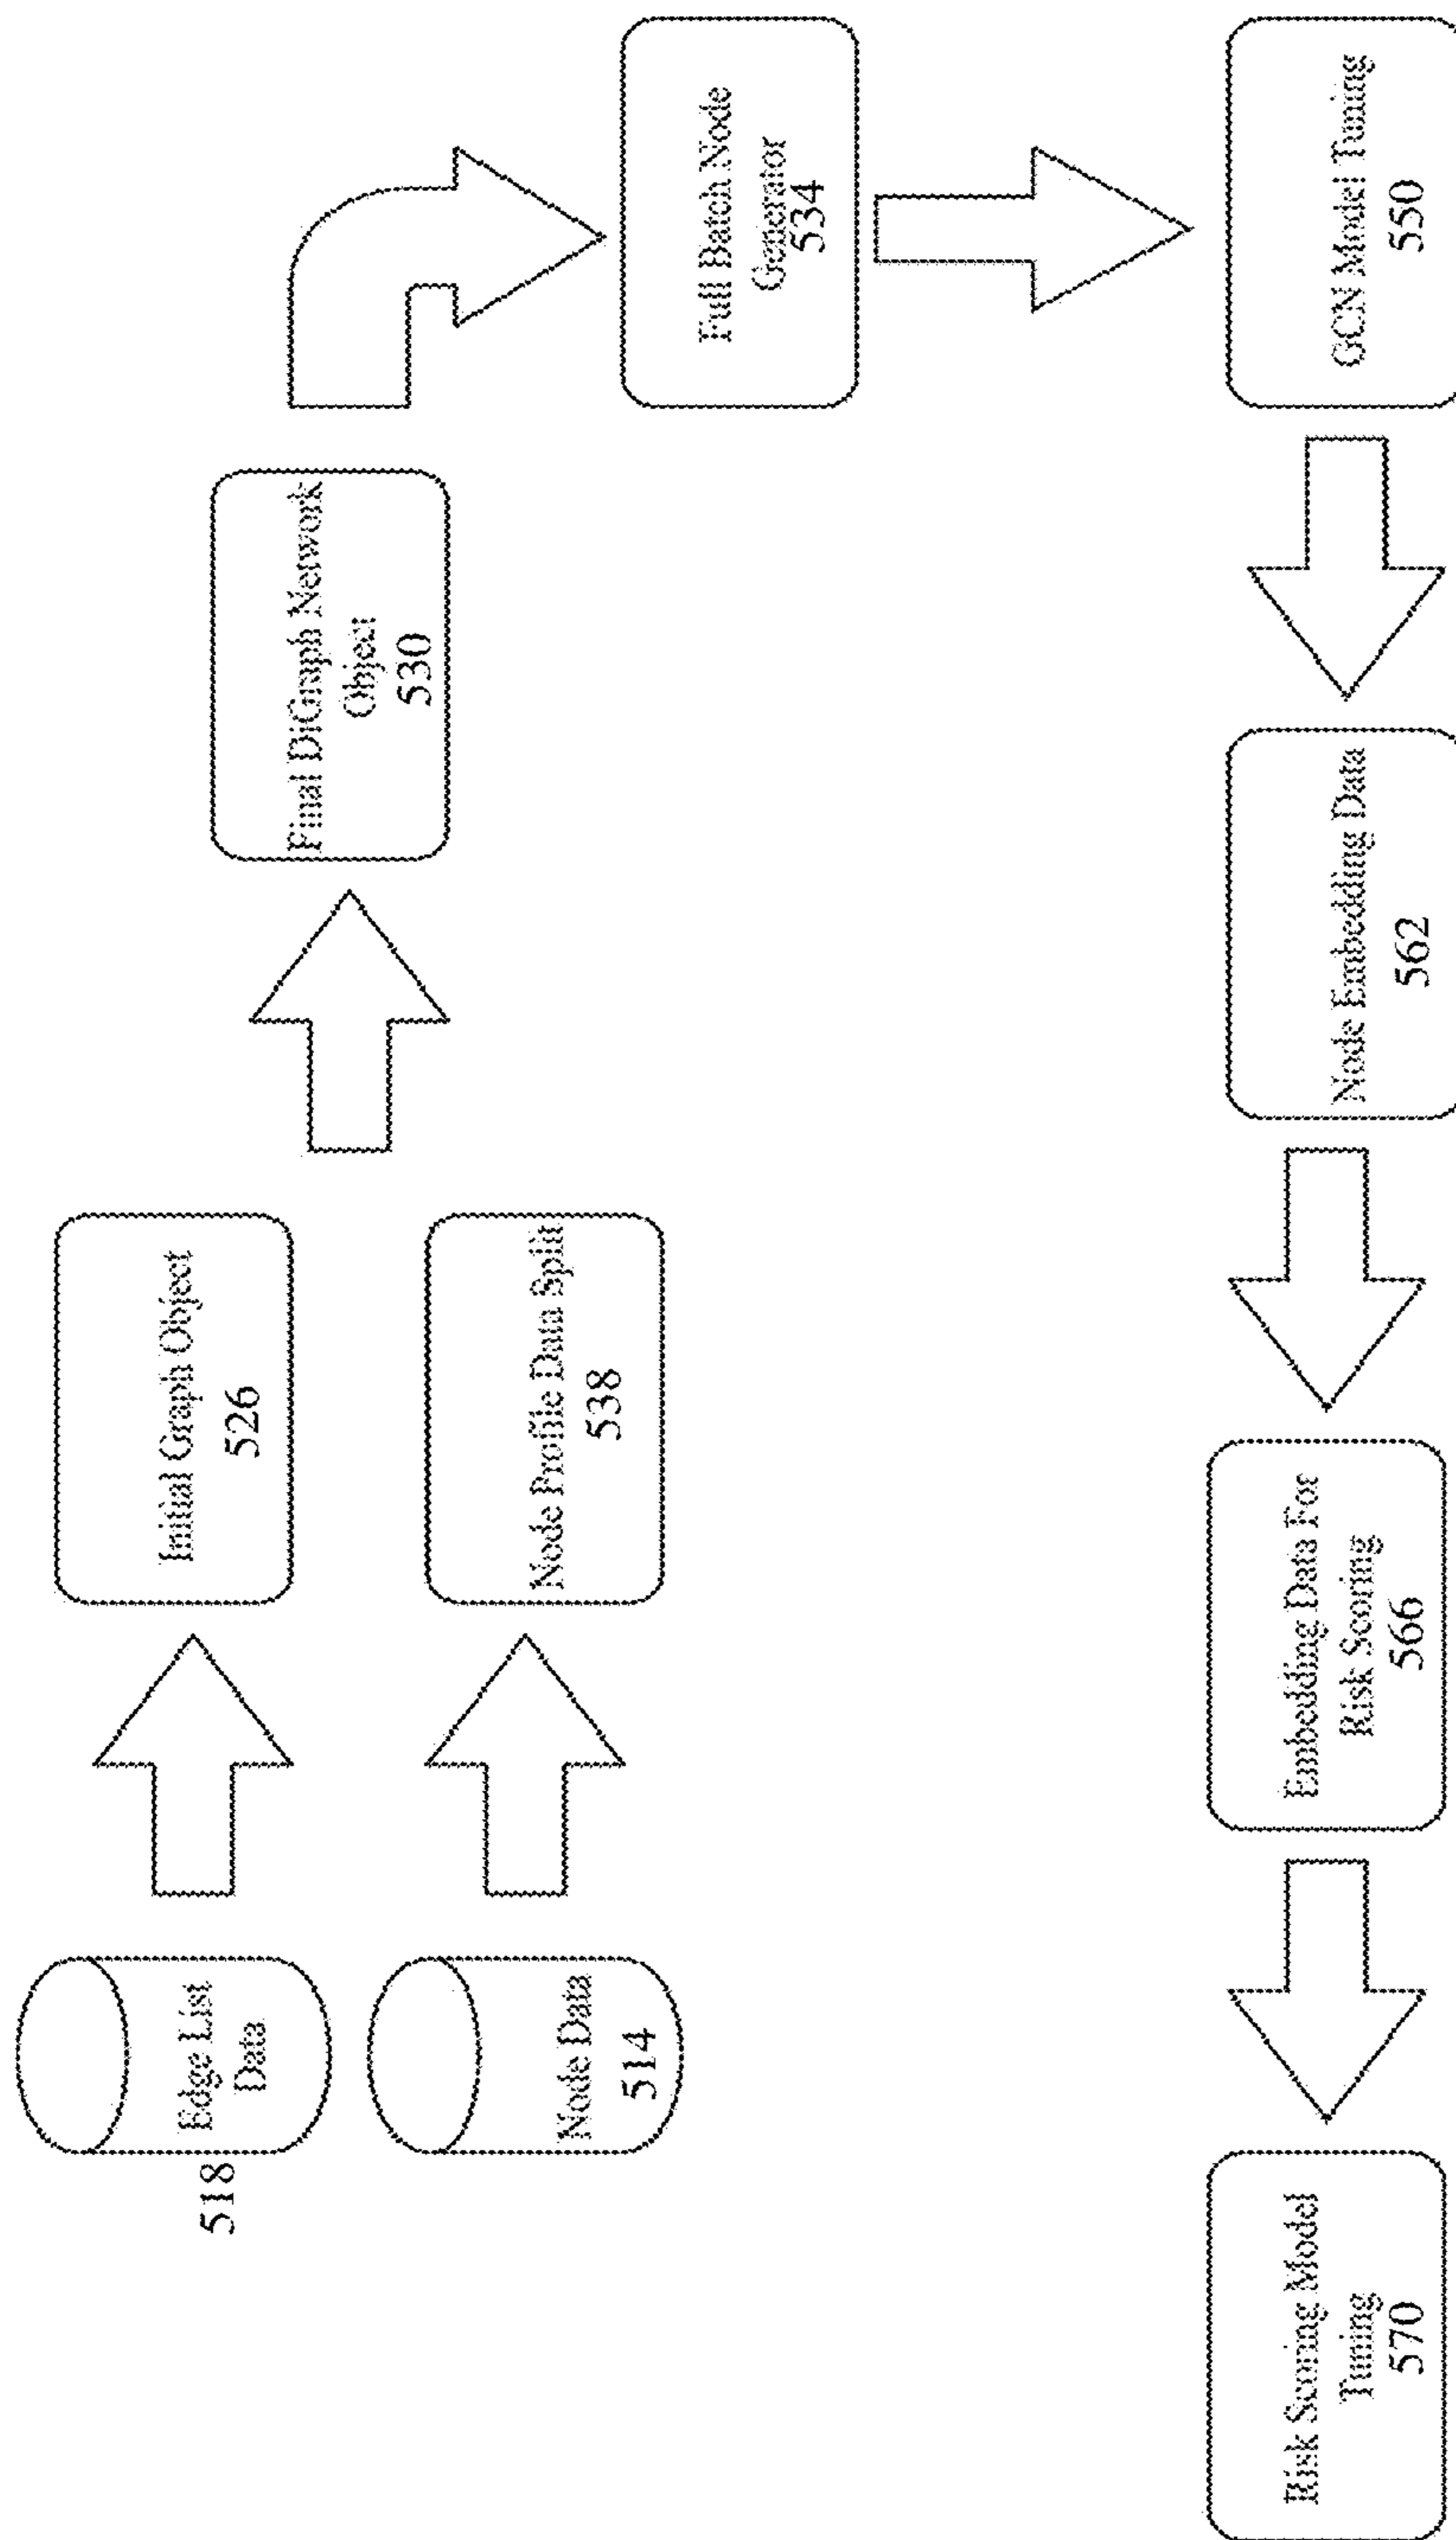 Edge List
Data
518
Node Data
514
Initial Graph Object
526
Node Profile Data Split
538
Final DiGraph Network
Object
530
Full Batch Node
Generator
534
GCN Model Tuning
550
Node Embedding Data
562
Embedding Data For
Risk Scoring
566
Risk Scoring Model
Tuning
570